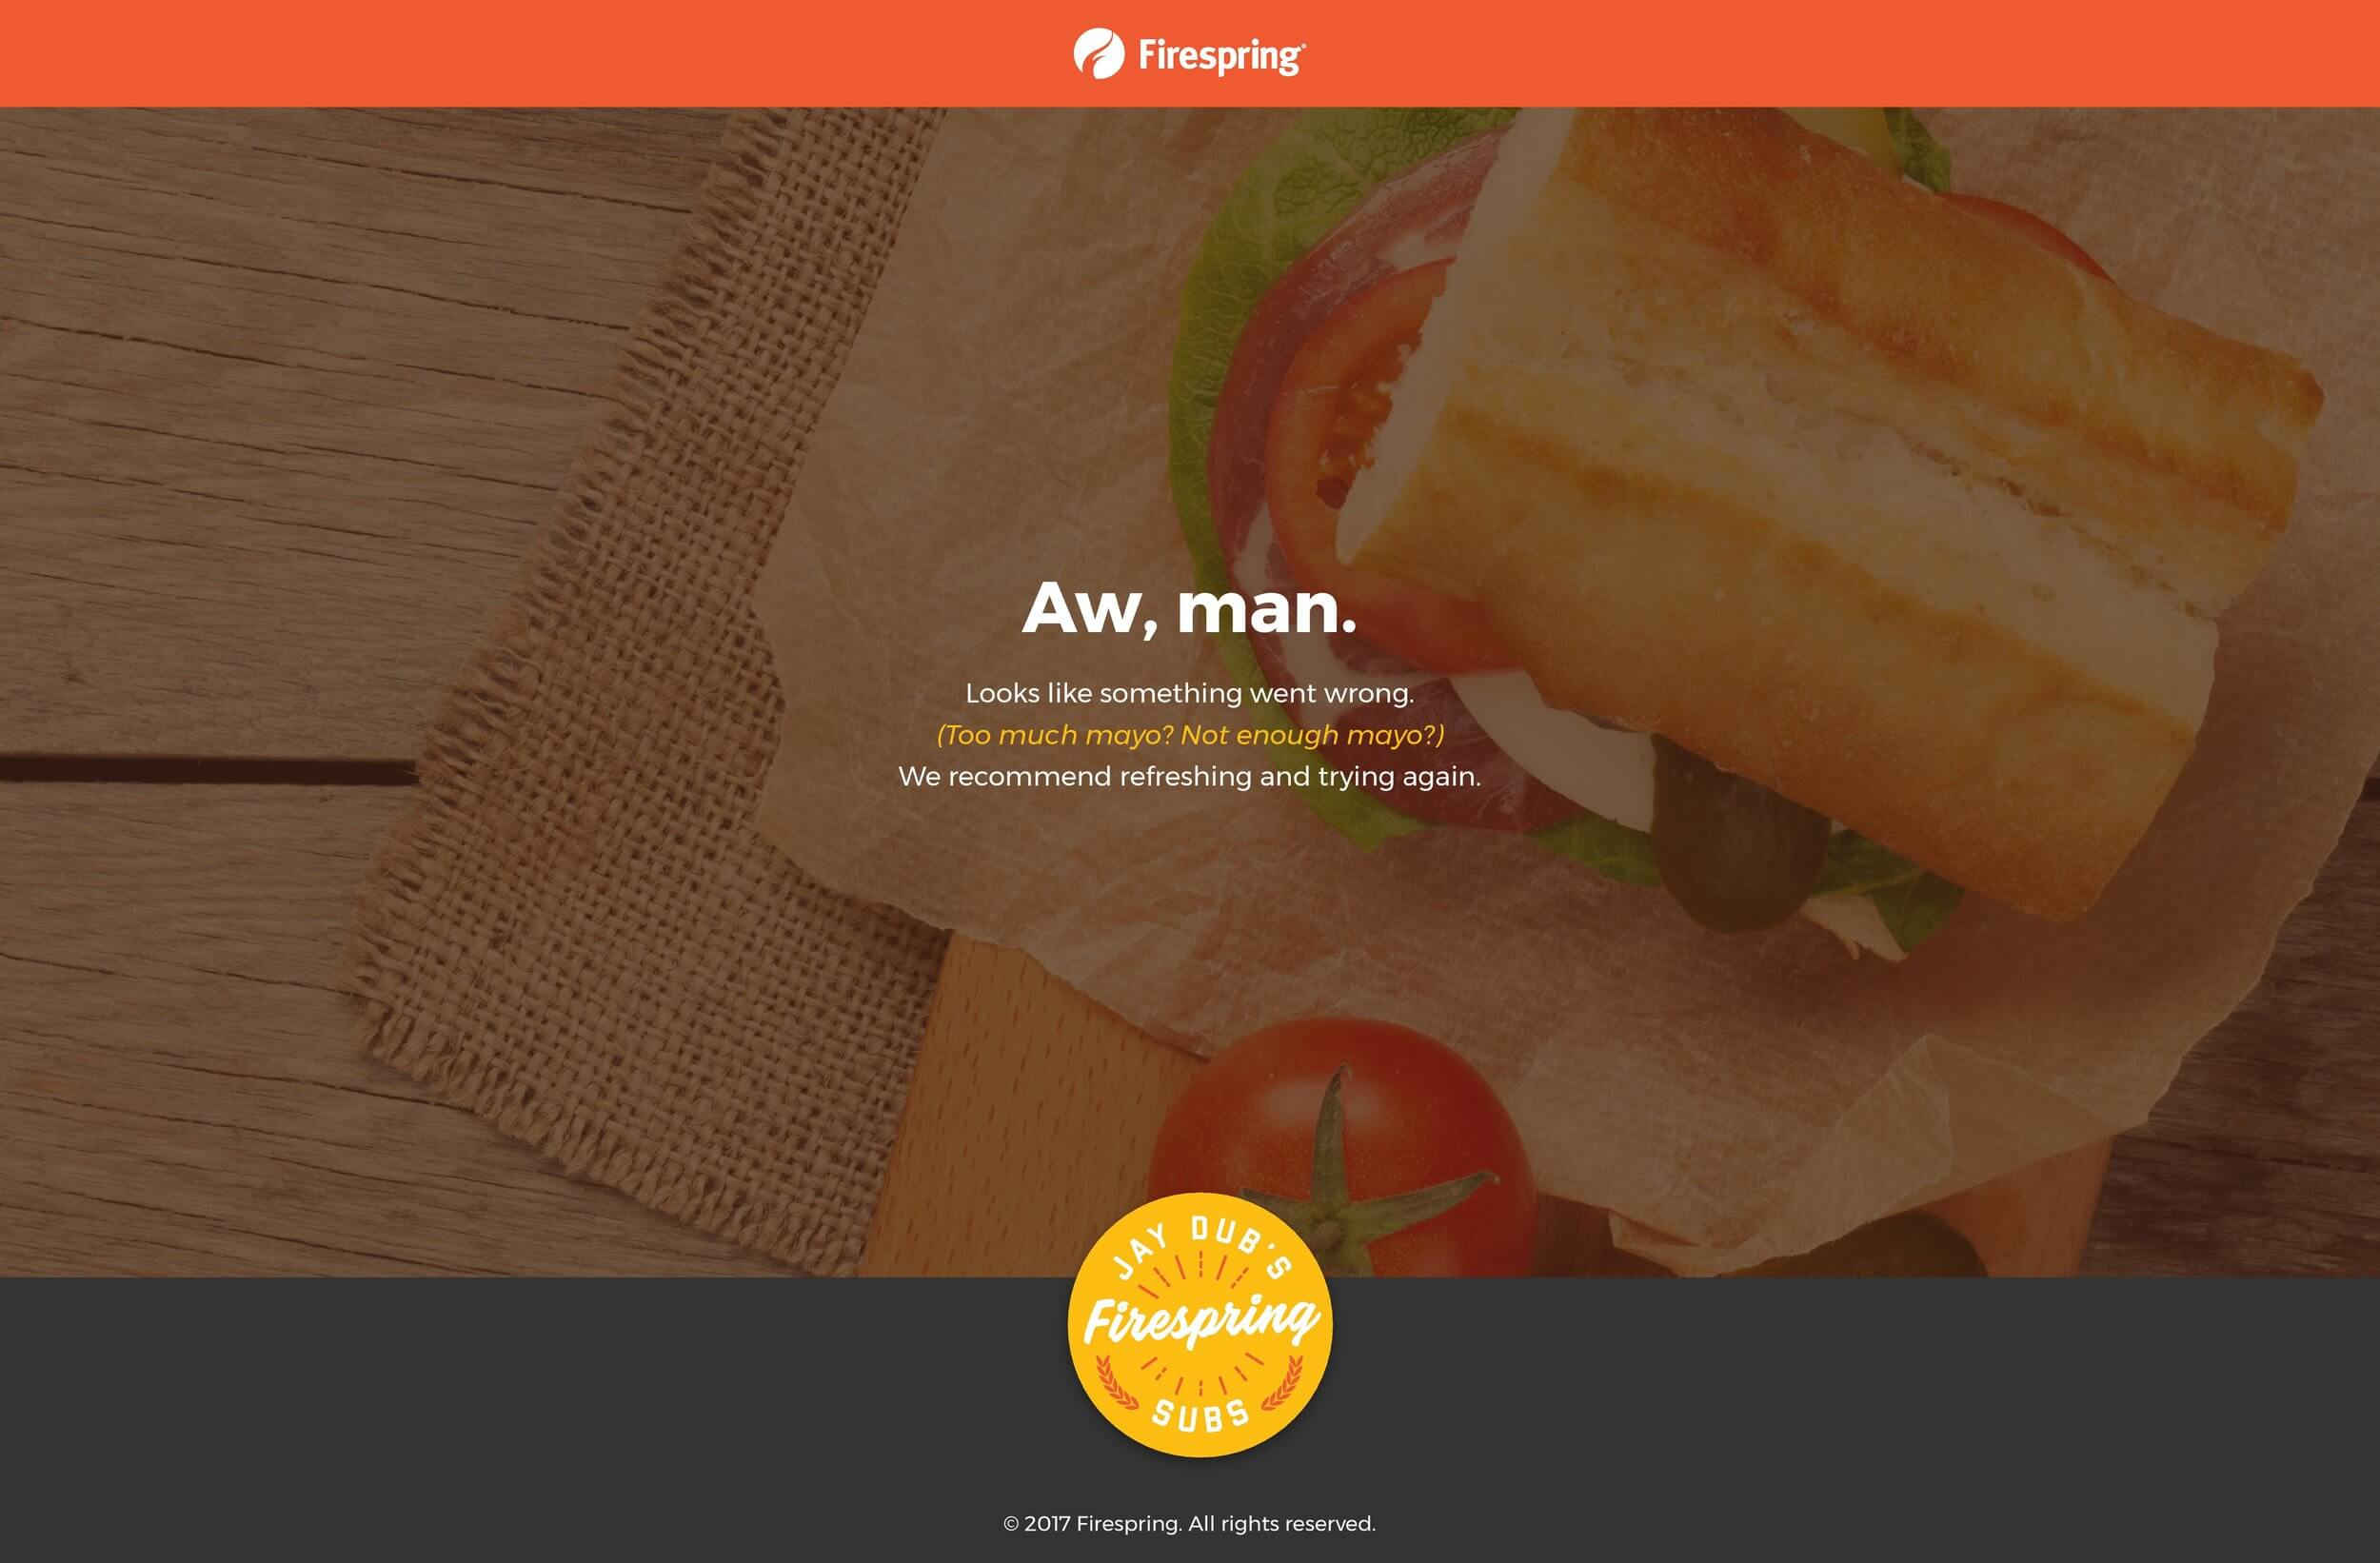 Firespring®
Aw, man.
Looks like something went wrong.
(Too much mayo? Not enough mayo?)
We recommend refreshing and trying again.
JAY DUB'S
Firespring
SUBS
© 2017 Firespring. All rights reserved.